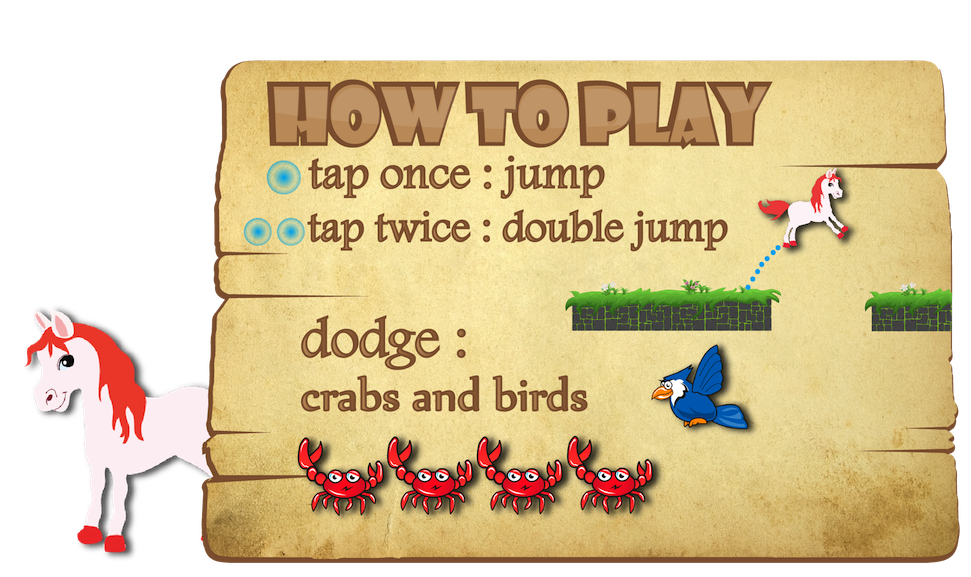 HOW TO PLAY
tap once : jump
tap twice : double jump
dodge :
crabs and birds